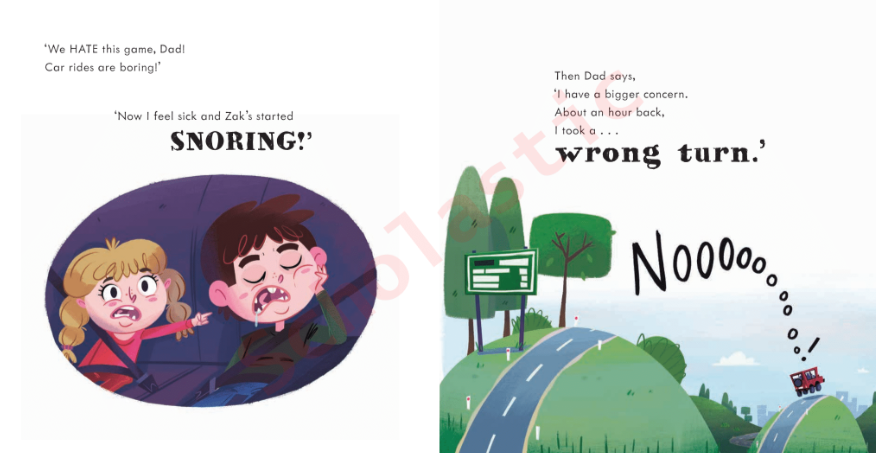 ‘We HATE this game, Dad!
Car rides are boring!’
‘Now I feel sick and Zak’s started
SNORING!’
Then Dad says,
‘I have a bigger concern.
About an hour back,
I took a . . .
wrong turn.’
Noooooooooo!